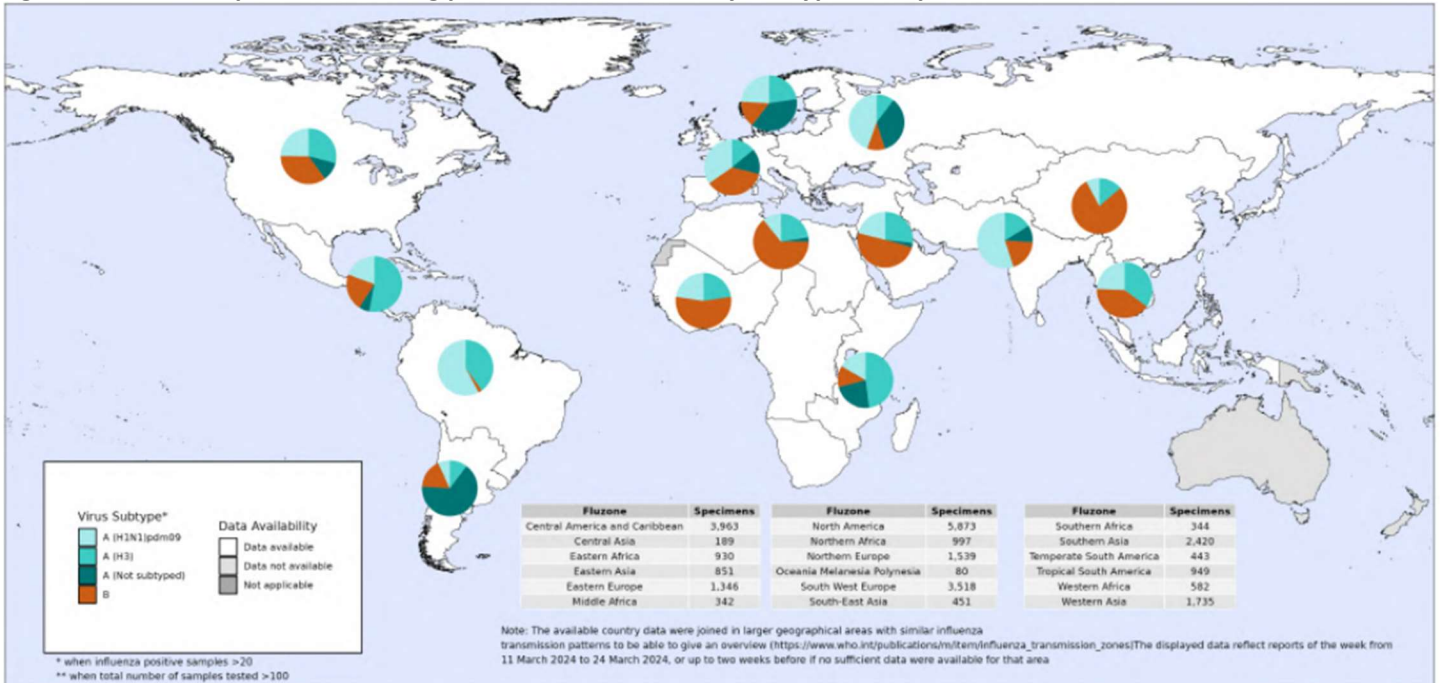 Virus Subtype*
A (H1N1)pdm09
A (H3)
A (Not subtyped)
B
Data Availability
Data available
Data not available
Not applicable
* when influenza positive samples >20
** when total number of samples tested >100
Fluzone Specimens
Central America and Caribbean 3,963
Central Asia 189
Eastern Africa 930
Eastern Asia 851
Eastern Europe 1,346
Middle Africa 342
Fluzone Specimens
North America 5,873
Northern Africa 997
Northern Europe 1,539
Oceania Melanesia Polynesia 80
South West Europe 3,518
South-East Asia 451
Fluzone Specimens
Southern Africa 344
Southern Asia 2,420
Temperate South America 443
Tropical South America 949
Western Africa 582
Western Asia 1,735
Note: The available country data were joined in larger geographical areas with similar influenza
transmission patterns to be able to give an overview (https://www.who.int/publications/m/item/influenza_transmission_zones)The displayed data reflect reports of the week from
11 March 2024 to 24 March 2024, or up to two weeks before if no sufficient data were available for that area